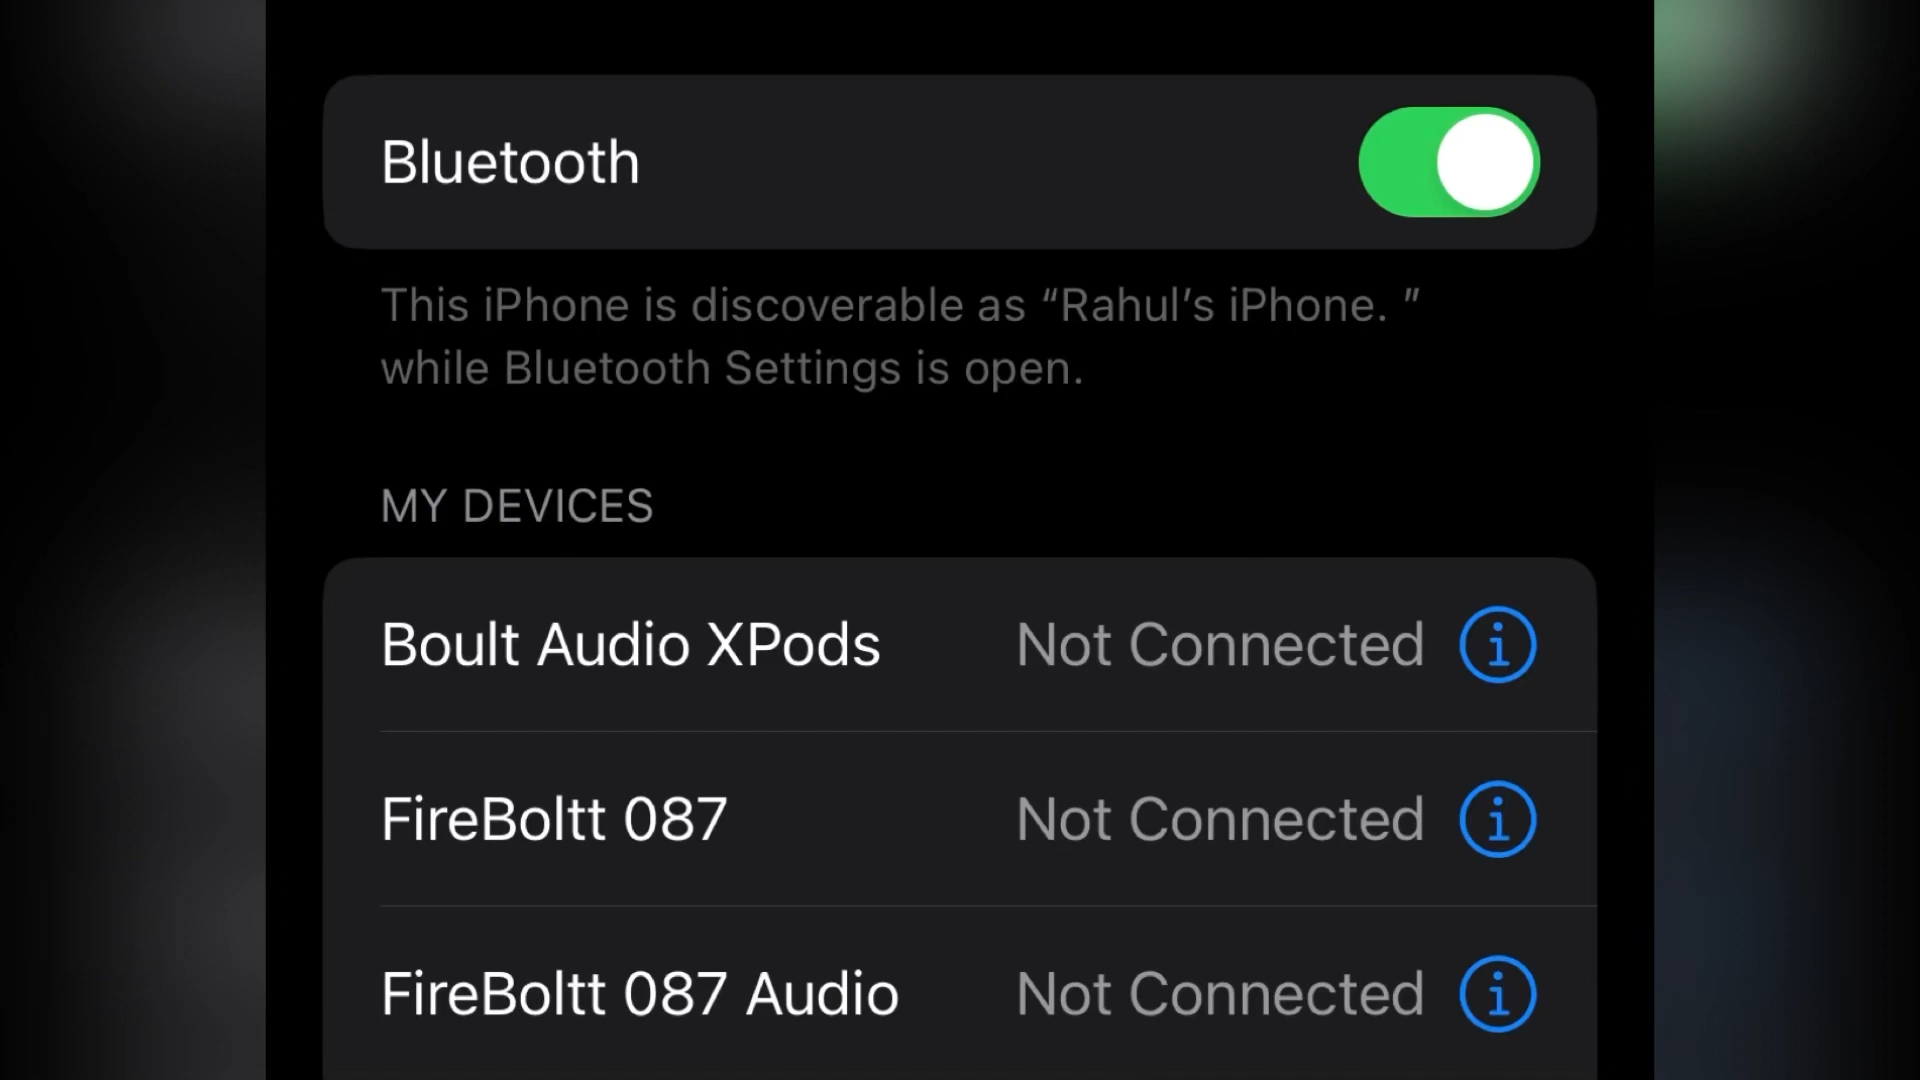 Bluetooth
This iPhone is discoverable as “Rahul’s iPhone. ”
while Bluetooth Settings is open.
MY DEVICES
Boult Audio XPods Not Connected
FireBoltt 087 Not Connected
FireBoltt 087 Audio Not Connected